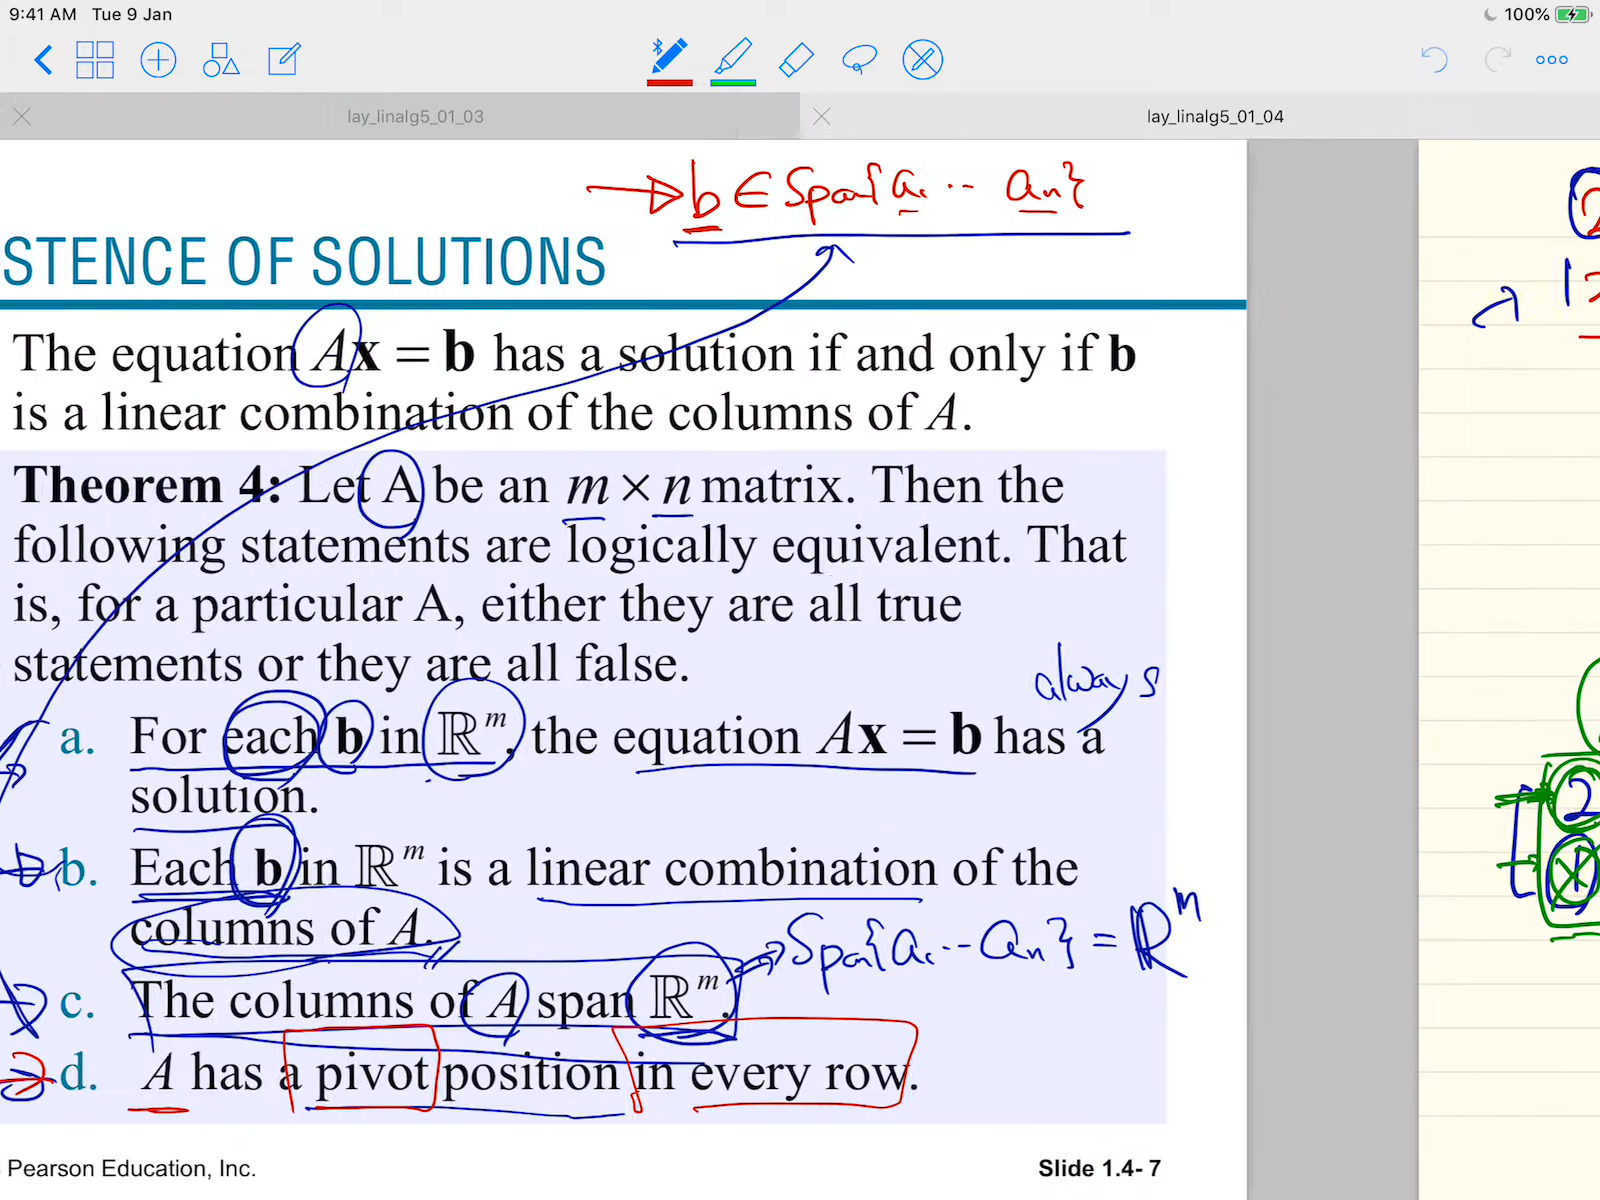 9:41 AM Tue 9 Jan
100%
lay_linalg5_01_03
lay_linalg5_01_04
b ∈ Span{a₁ ·· aₙ}
STENCE OF SOLUTIONS
The equation Ax = b has a solution if and only if b
is a linear combination of the columns of A.
Theorem 4: Let A be an m × n matrix. Then the
following statements are logically equivalent. That
is, for a particular A, either they are all true
statements or they are all false.
always
a. For each b in ℝᵐ, the equation Ax = b has a
solution.
b. Each b in ℝᵐ is a linear combination of the
columns of A.
Span{a₁ ·· aₙ} = ℝᵐ
c. The columns of A span ℝᵐ.
d. A has a pivot position in every row.
Pearson Education, Inc.
Slide 1.4- 7
2